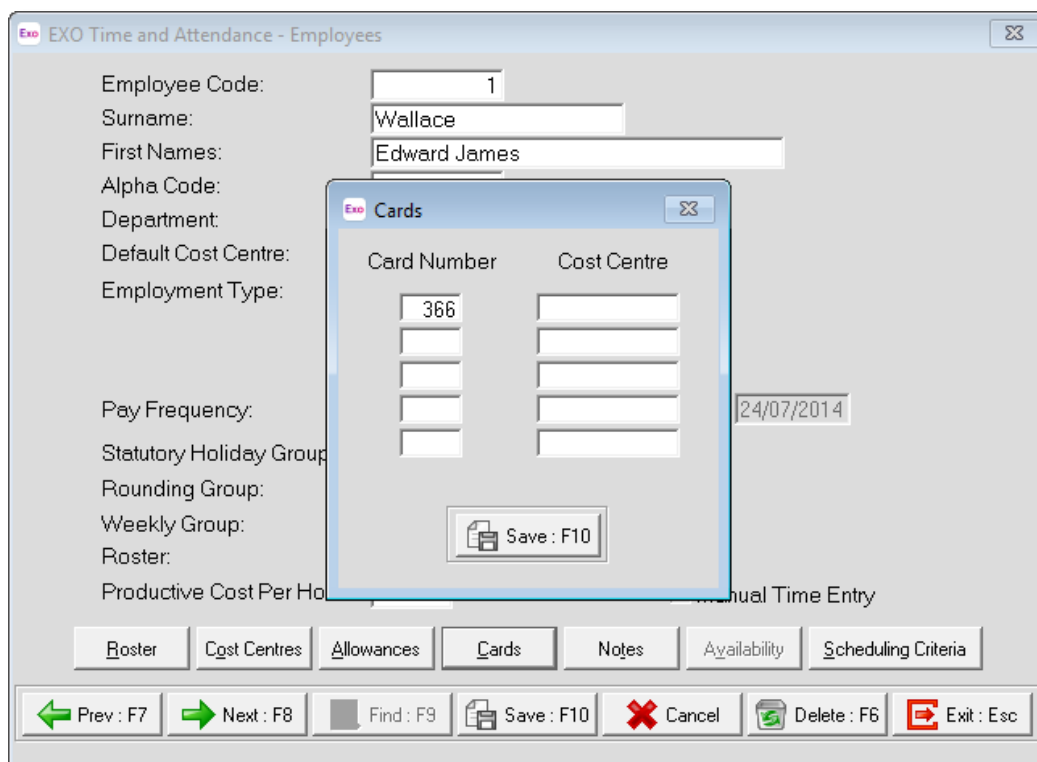 Exo EXO Time and Attendance - Employees
Employee Code: 1
Surname: Wallace
First Names: Edward James
Alpha Code:
Department:
Default Cost Centre:
Employment Type:
Pay Frequency: 24/07/2014
Statutory Holiday Group
Rounding Group:
Weekly Group:
Roster:
Productive Cost Per Ho
Time Entry
Exo Cards
Card Number Cost Centre
366
Save : F10
Roster Cost Centres Allowances Cards Notes Availability Scheduling Criteria
Prev : F7 Next : F8 Find : F9 Save : F10 Cancel Delete : F6 Exit : Esc